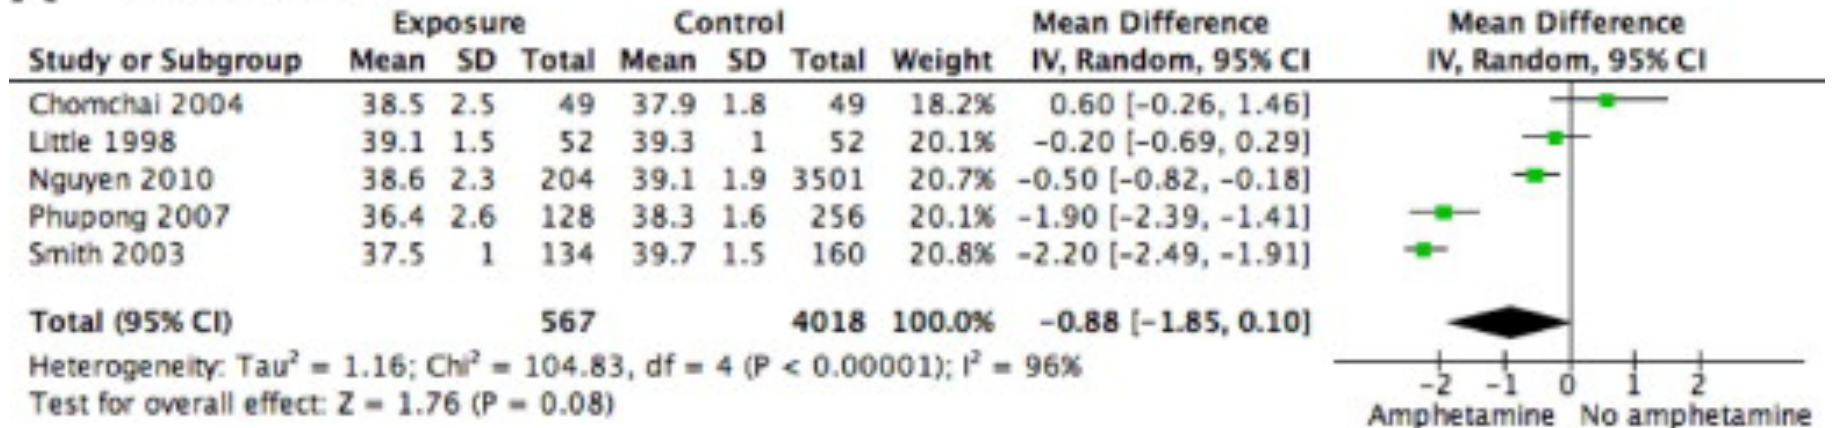 Exposure Control Mean Difference Mean Difference
Study or Subgroup Mean SD Total Mean SD Total Weight IV, Random, 95% CI IV, Random, 95% CI
Chomchai 2004 38.5 2.5 49 37.9 1.8 49 18.2% 0.60 [-0.26, 1.46]
Little 1998 39.1 1.5 52 39.3 1 52 20.1% -0.20 [-0.69, 0.29]
Nguyen 2010 38.6 2.3 204 39.1 1.9 3501 20.7% -0.50 [-0.82, -0.18]
Phupong 2007 36.4 2.6 128 38.3 1.6 256 20.1% -1.90 [-2.39, -1.41]
Smith 2003 37.5 1 134 39.7 1.5 160 20.8% -2.20 [-2.49, -1.91]
Total (95% CI) 567 4018 100.0% -0.88 [-1.85, 0.10]
Heterogeneity: Tau² = 1.16; Chi² = 104.83, df = 4 (P < 0.00001); I² = 96%
Test for overall effect: Z = 1.76 (P = 0.08)
-2 -1 0 1 2
Amphetamine No amphetamine